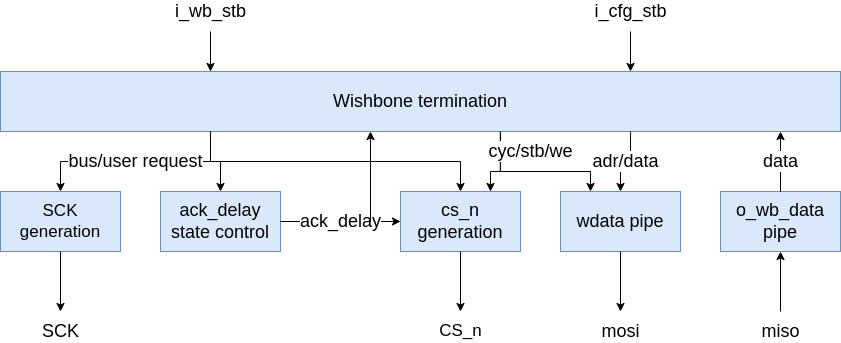 i_wb_stb
i_cfg_stb
Wishbone termination
bus/user request
cyc/stb/we
adr/data
data
SCK
generation
ack_delay
state control
ack_delay
cs_n
generation
wdata pipe
o_wb_data
pipe
SCK
CS_n
mosi
miso